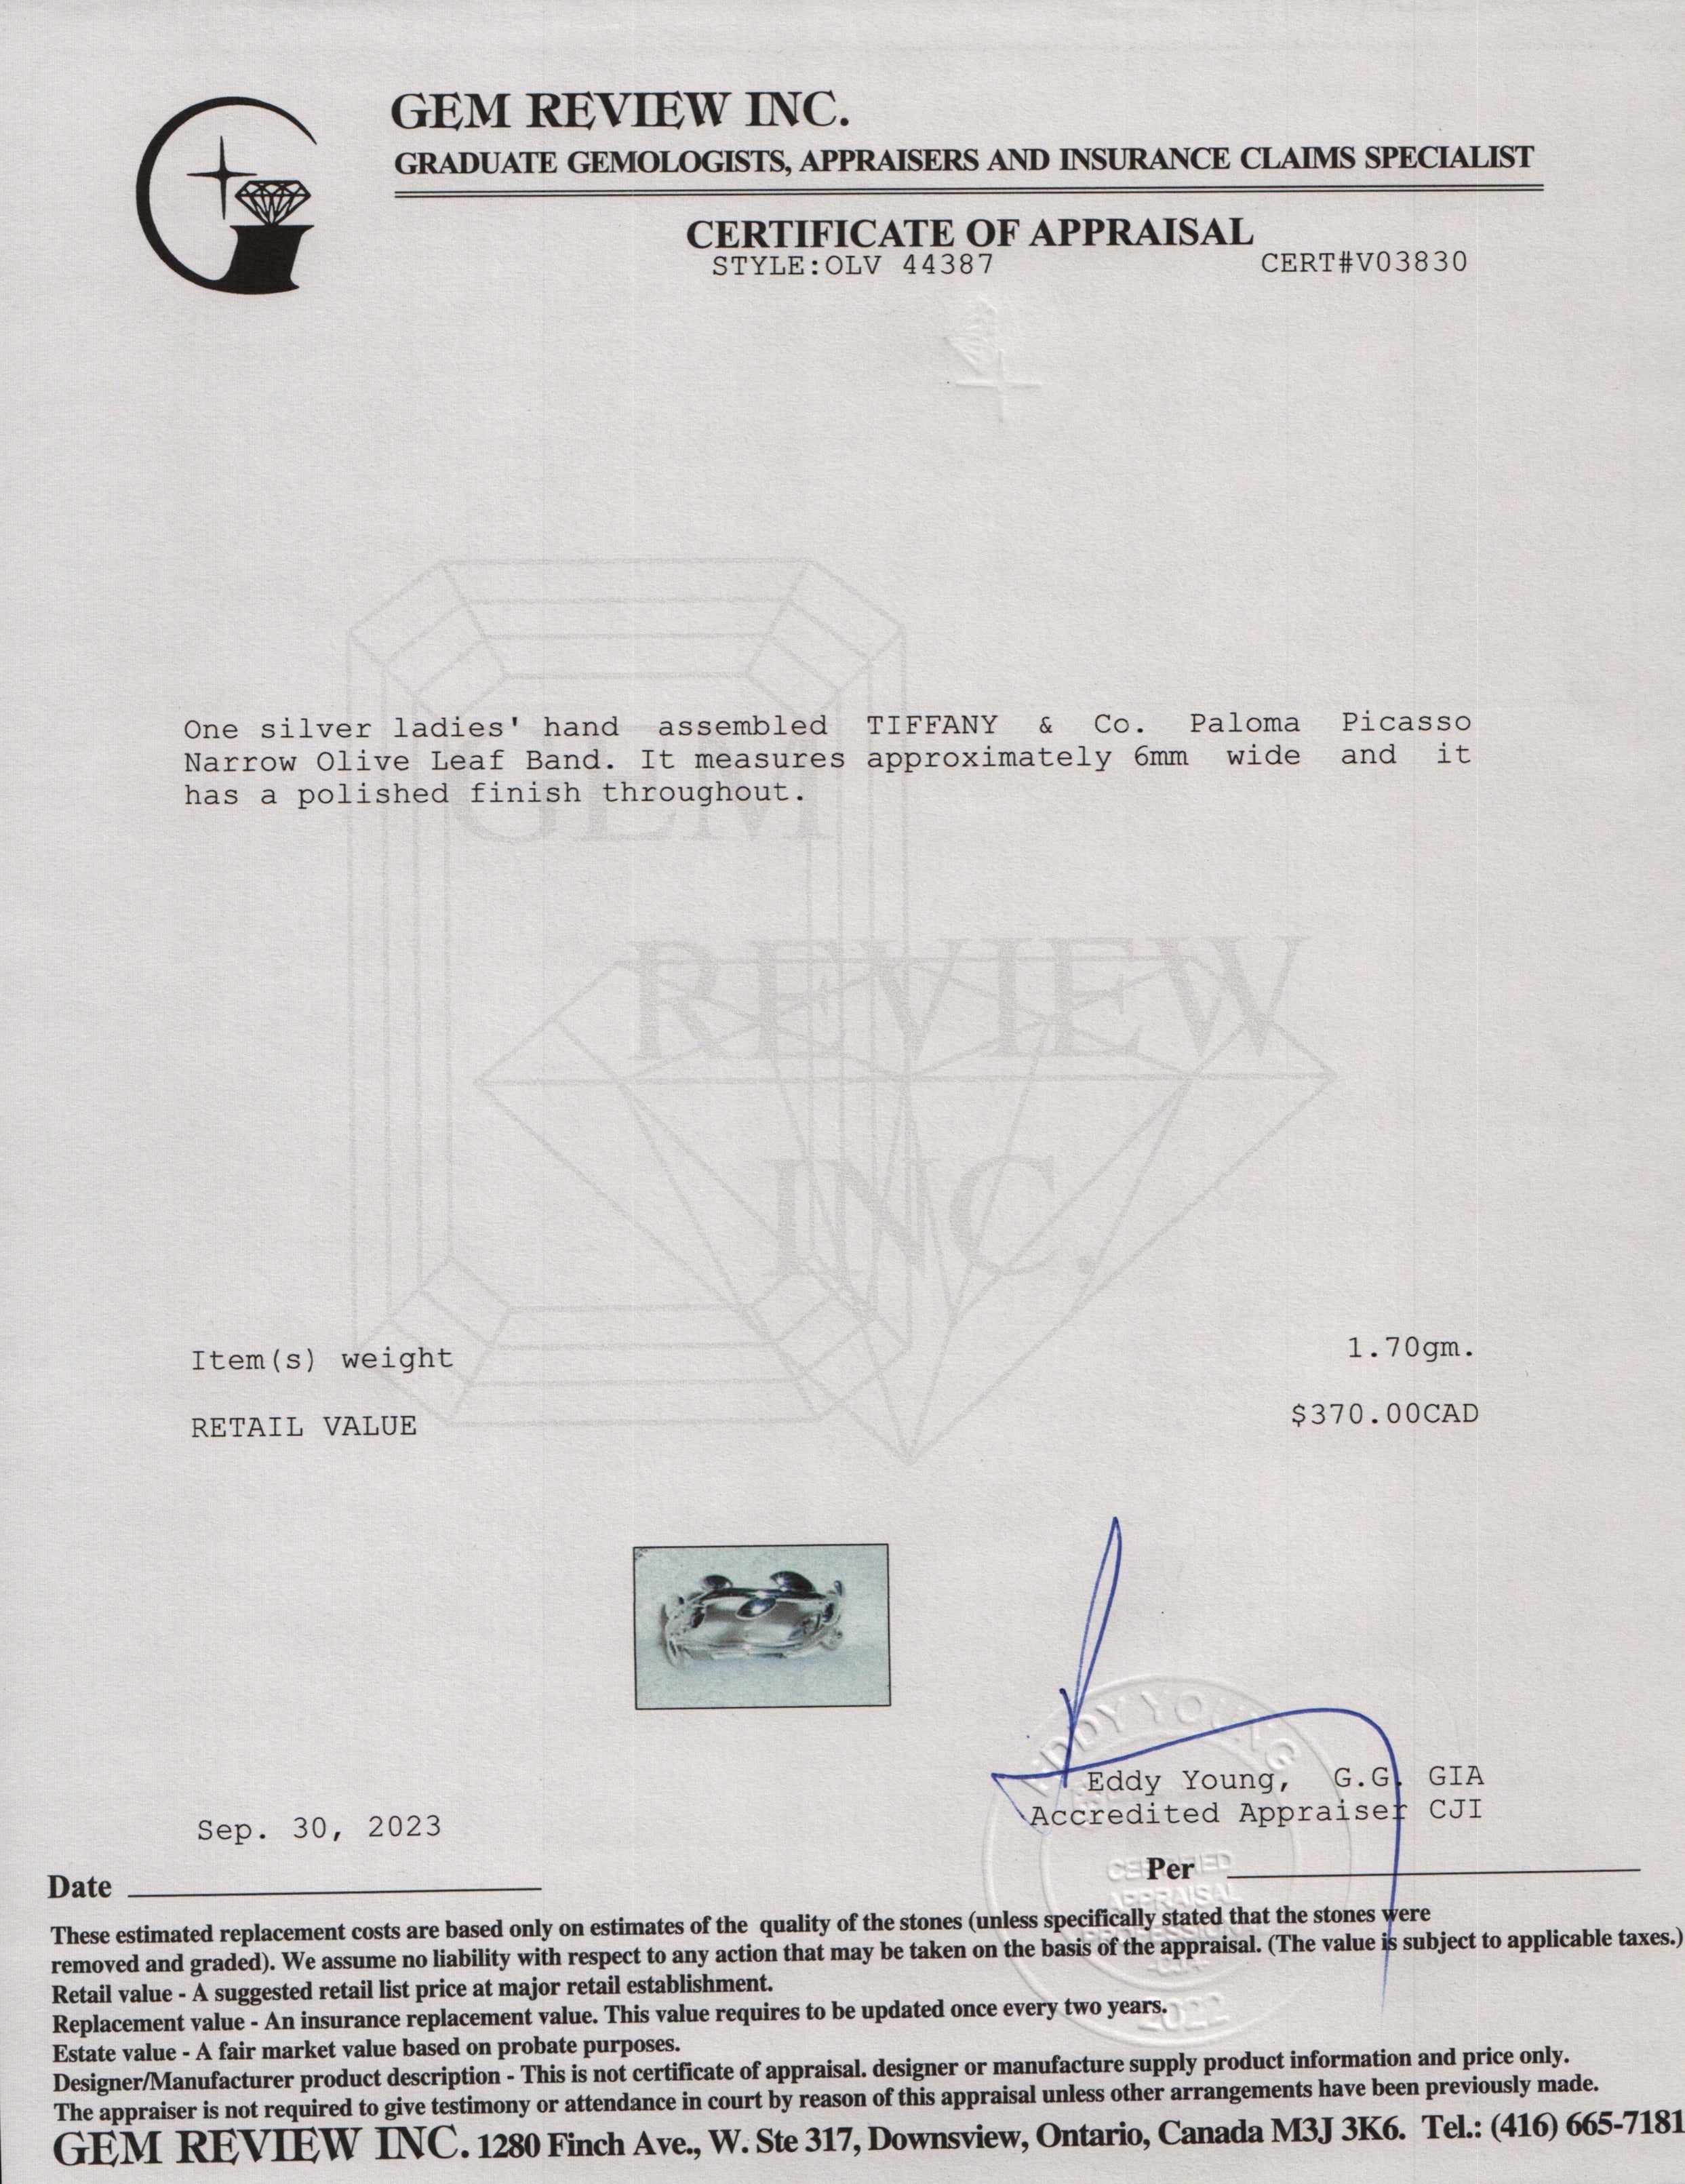 GEM REVIEW INC.
GRADUATE GEMOLOGISTS, APPRAISERS AND INSURANCE CLAIMS SPECIALIST
CERTIFICATE OF APPRAISAL
STYLE:OLV 44387 CERT#V03830
One silver ladies' hand assembled TIFFANY & Co. Paloma Picasso
Narrow Olive Leaf Band. It measures approximately 6mm wide and it
has a polished finish throughout.
GEM
REVIEW
INC.
Item(s) weight 1.70gm.
RETAIL VALUE $370.00CAD
EDDY YOUNG
Eddy Young, G.G. GIA
Accredited Appraiser CJI
Sep. 30, 2023
CERTIFIED
APPRAISAL
PROFESSIONAL
2022
Per
Date
These estimated replacement costs are based only on estimates of the quality of the stones (unless specifically stated that the stones were
removed and graded). We assume no liability with respect to any action that may be taken on the basis of the appraisal. (The value is subject to applicable taxes.)
Retail value - A suggested retail list price at major retail establishment.
Replacement value - An insurance replacement value. This value requires to be updated once every two years.
Estate value - A fair market value based on probate purposes.
Designer/Manufacturer product description - This is not certificate of appraisal. designer or manufacture supply product information and price only.
The appraiser is not required to give testimony or attendance in court by reason of this appraisal unless other arrangements have been previously made.
GEM REVIEW INC. 1280 Finch Ave., W. Ste 317, Downsview, Ontario, Canada M3J 3K6. Tel.: (416) 665-7181